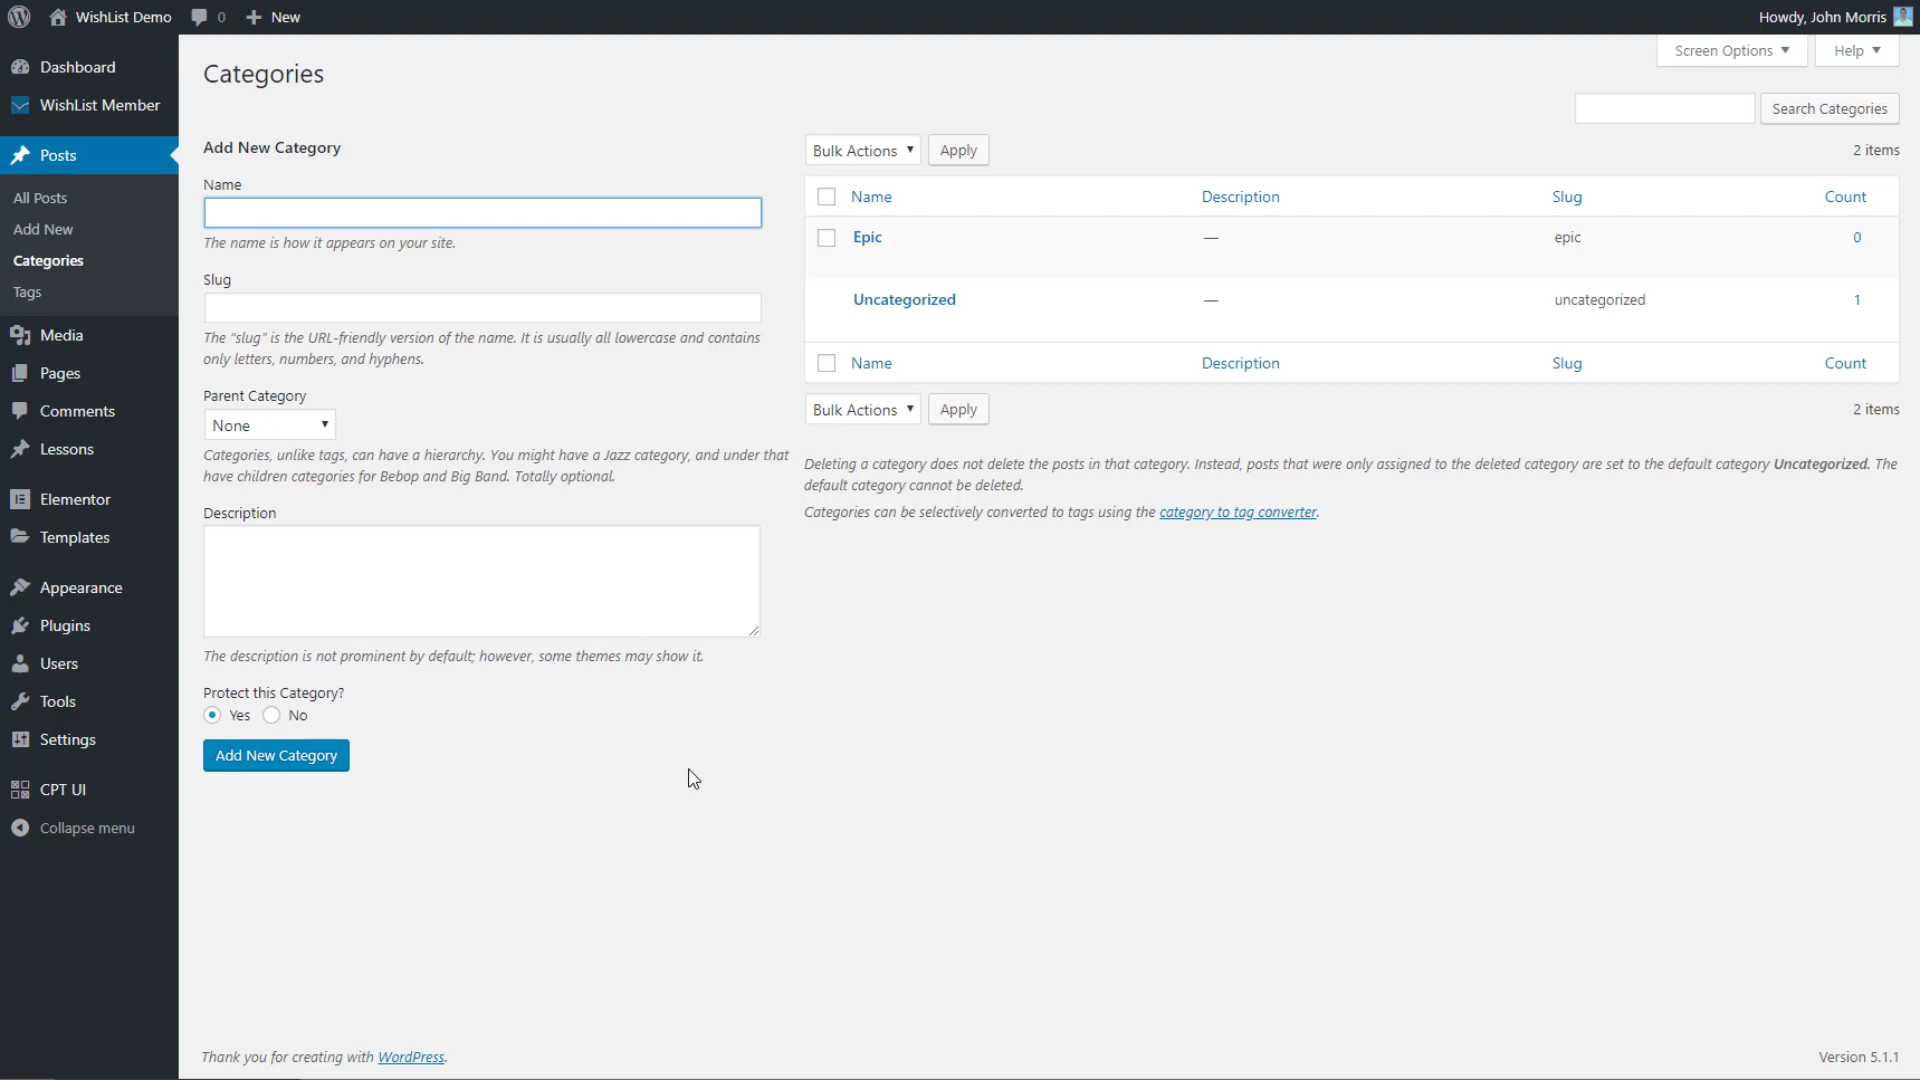 WishList Demo 0 New Howdy, John Morris
Screen Options Help
Dashboard
WishList Member
Posts
All Posts
Add New
Categories
Tags
Media
Pages
Comments
Lessons
Elementor
Templates
Appearance
Plugins
Users
Tools
Settings
CPT UI
Collapse menu
Categories
Search Categories
Add New Category
Name
The name is how it appears on your site.
Slug
The “slug” is the URL-friendly version of the name. It is usually all lowercase and contains
only letters, numbers, and hyphens.
Parent Category
None
Categories, unlike tags, can have a hierarchy. You might have a Jazz category, and under that
have children categories for Bebop and Big Band. Totally optional.
Description
The description is not prominent by default; however, some themes may show it.
Protect this Category?
Yes No
Add New Category
Bulk Actions Apply 2 items
Name Description Slug Count
Epic — epic 0
Uncategorized — uncategorized 1
Name Description Slug Count
Bulk Actions Apply 2 items
Deleting a category does not delete the posts in that category. Instead, posts that were only assigned to the deleted category are set to the default category Uncategorized. The
default category cannot be deleted.
Categories can be selectively converted to tags using the category to tag converter.
Thank you for creating with WordPress. Version 5.1.1